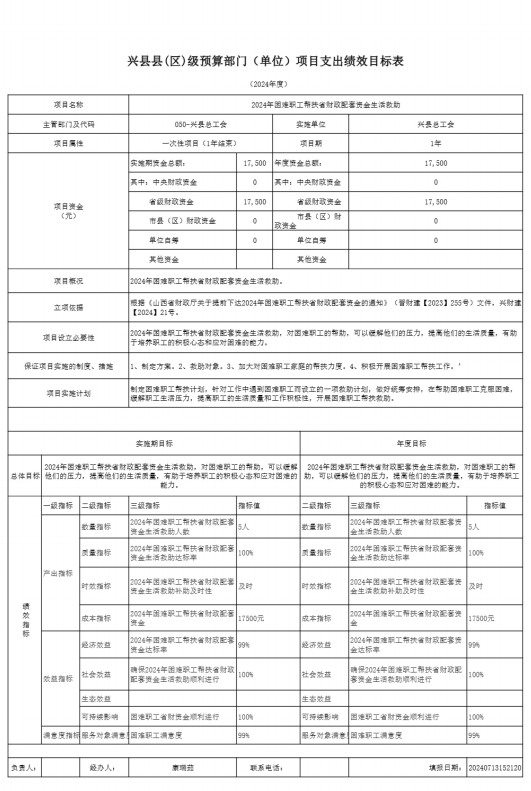 兴县县(区)级预算部门（单位）项目支出绩效目标表
（2024年度）
项目名称 2024年困难职工帮扶省财政配套资金生活救助
主管部门及代码 050-兴县总工会 实施单位 兴县总工会
项目属性 一次性项目（1年结束） 项目期 1年
项目资金（元） 实施期资金总额： 17,500 年度资金总额： 17,500
其中：中央财政资金 0 其中：中央财政资金 0
省级财政资金 17,500 省级财政资金 17,500
市县（区）财政资金 0 市县（区）财政资金 0
单位自筹 0 单位自筹 0
其他资金 其他资金
项目概况 2024年困难职工帮扶省财政配套资金生活救助。
立项依据 根据《山西省财政厅关于提前下达2024年困难职工帮扶省财政配套资金的通知》（晋财建【2023】255号）文件，兴财建
【2024】21号。
项目设立必要性 2024年困难职工帮扶省财政配套资金生活救助，对困难职工的帮助，可以缓解他们的压力，提高他们的生活质量，有助
于培养职工的积极心态和应对困难的能力。
保证项目实施的制度、措施 1、制定方案。2、救助对象。3、加大对困难职工家庭的帮扶力度。4、积极开展困难职工帮扶工作。'
项目实施计划 制定困难职工帮扶计划，针对工作中遇到困难职工而设立的一项救助计划，做好统筹安排，在帮助困难职工克服困难，
缓解职工生活压力，提高职工的生活质量和工作积极性，开展困难职工帮扶救助。
实施期目标 年度目标
总体目标 2024年困难职工帮扶省财政配套资金生活救助，对困难职工的帮助，可以缓解他们的压力，提高他们的生活质量，有助于培养职工的积极心态和应对困难的能力。 2024年困难职工帮扶省财政配套资金生活救助，对困难职工的帮助，可以缓解他们的压力，提高他们的生活质量，有助于培养职工的积极心态和应对困难的能力。
绩效指标 一级指标 二级指标 三级指标 指标值 二级指标 三级指标 指标值
产出指标 数量指标 2024年困难职工帮扶省财政配套资金生活救助人数 5人 数量指标 2024年困难职工帮扶省财政配套资金生活救助人数 5人
质量指标 2024年困难职工帮扶省财政配套资金生活救助达标率 100% 质量指标 2024年困难职工帮扶省财政配套资金生活救助达标率 100%
时效指标 2024年困难职工帮扶省财政配套资金生活救助补助及时性 及时 时效指标 2024年困难职工帮扶省财政配套资金生活救助补助及时性 及时
成本指标 2024年困难职工帮扶省财政配套资金 17500元 成本指标 2024年困难职工帮扶省财政配套资金 17500元
效益指标 经济效益 2024年困难职工帮扶省财政配套资金达标率 99% 经济效益 2024年困难职工帮扶省财政配套资金达标率 99%
社会效益 确保2024年困难职工帮扶省财政配套资金生活救助顺利进行 100% 社会效益 确保2024年困难职工帮扶省财政配套资金生活救助顺利进行 100%
生态效益 生态效益
可持续影响 困难职工省财资金顺利进行 100% 可持续影响 困难职工省财资金顺利进行 100%
满意度指标 服务对象满意 困难职工满意度 99% 服务对象满意 困难职工满意度 99%
负责人： 经办人： 康瑞茹 联系电话： 填报日期： 20240713152120